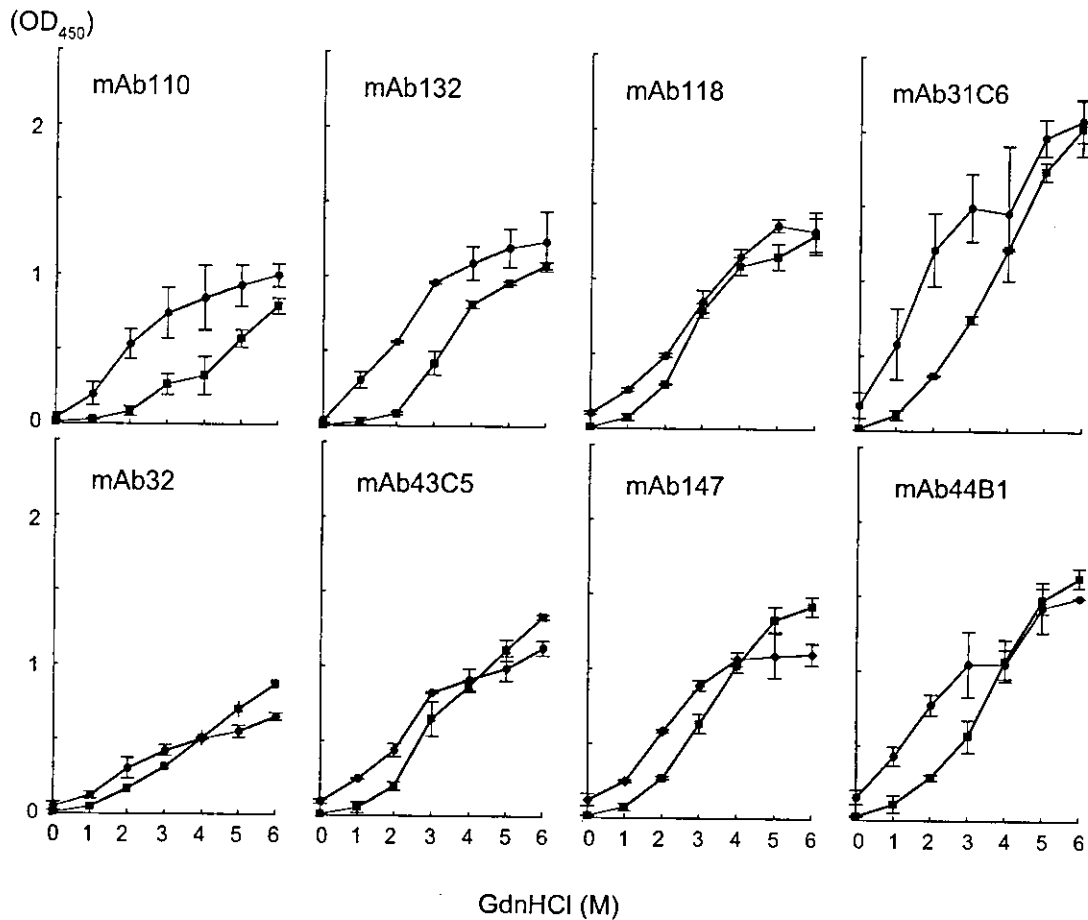 (OD450)
mAb110
mAb132
mAb118
mAb31C6
2
1
0
mAb32
mAb43C5
mAb147
mAb44B1
2
1
0
0 1 2 3 4 5 6
0 1 2 3 4 5 6
0 1 2 3 4 5 6
0 1 2 3 4 5 6
GdnHCl (M)